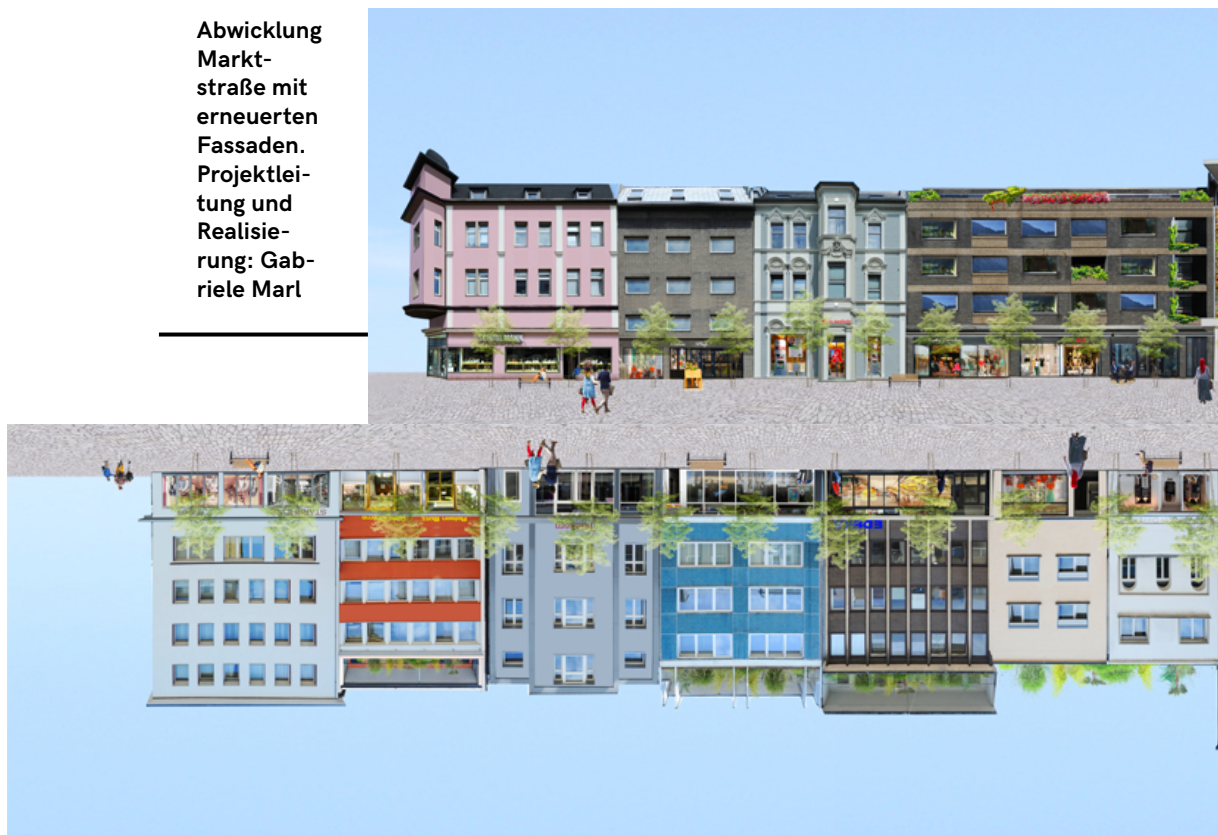 Abwicklung
Markt-
straße mit
erneuerten
Fassaden.
Projektlei-
tung und
Realisie-
rung: Gab-
riele Marl